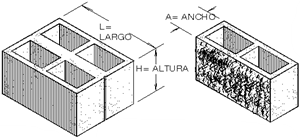 L=
LARGO
A= ANCHO
H= ALTURA